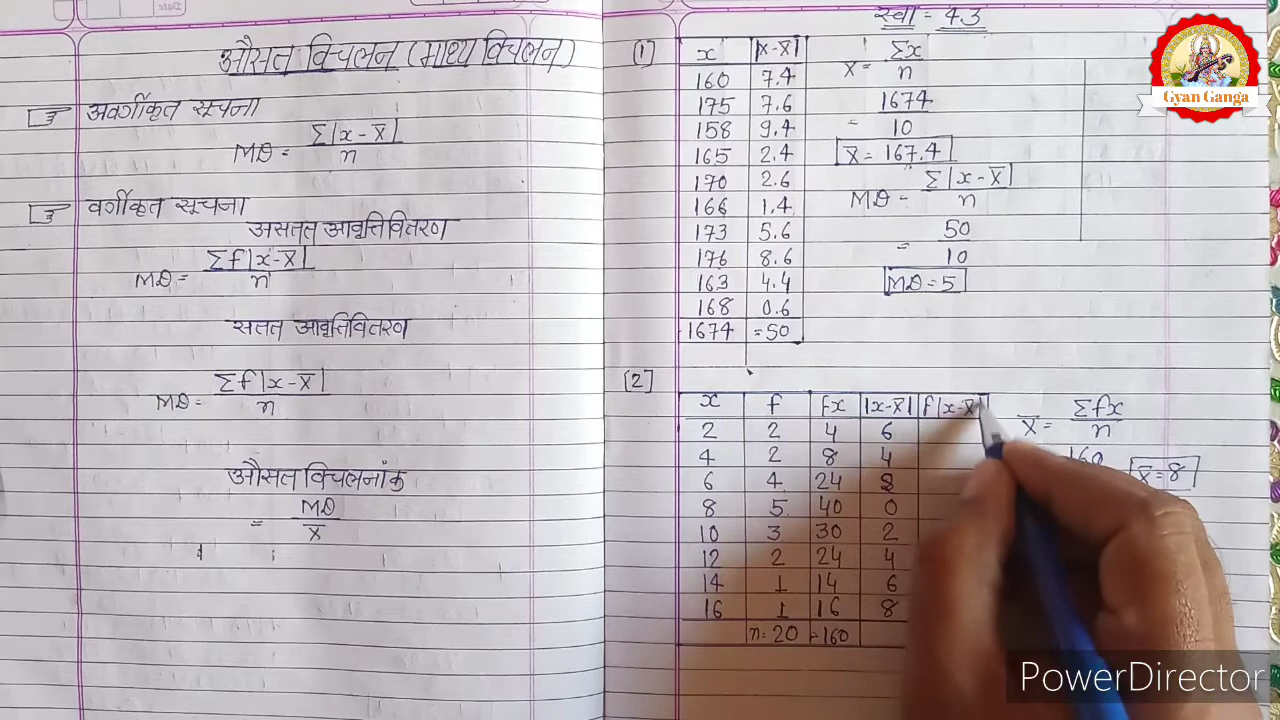 औसत विचलन (माध्य विचलन)
अवर्गीकृत सूचना
MD = Σ|x - x̅| / n
वर्गीकृत सूचना
असतत आवृत्तिवितरण
MD = Σf|x-x̅| / n
सतत आवृत्तिवितरण
MD = Σf|x-x̅| / n
औसत विचलनांक
= MD / x̅
स्वा = 4.3
[1]
x |x-x̅|
160 7.4
175 7.6
158 9.4
165 2.4
170 2.6
166 1.4
173 5.6
176 8.6
163 4.4
168 0.6
1674 = 50
x̅ = Σx / n
= 1674 / 10
x̅ = 167.4
MD = Σ|x - x̅| / n
= 50 / 10
MD = 5
[2]
x f fx |x-x̅| f|x-x̅|
2 2 4 6
4 2 8 4
6 4 24 2
8 5 40 0
10 3 30 2
12 2 24 4
14 1 14 6
16 1 16 8
n = 20 = 160
x̅ = Σfx / n
160
x̅ = 8
Gyan Ganga
PowerDirector